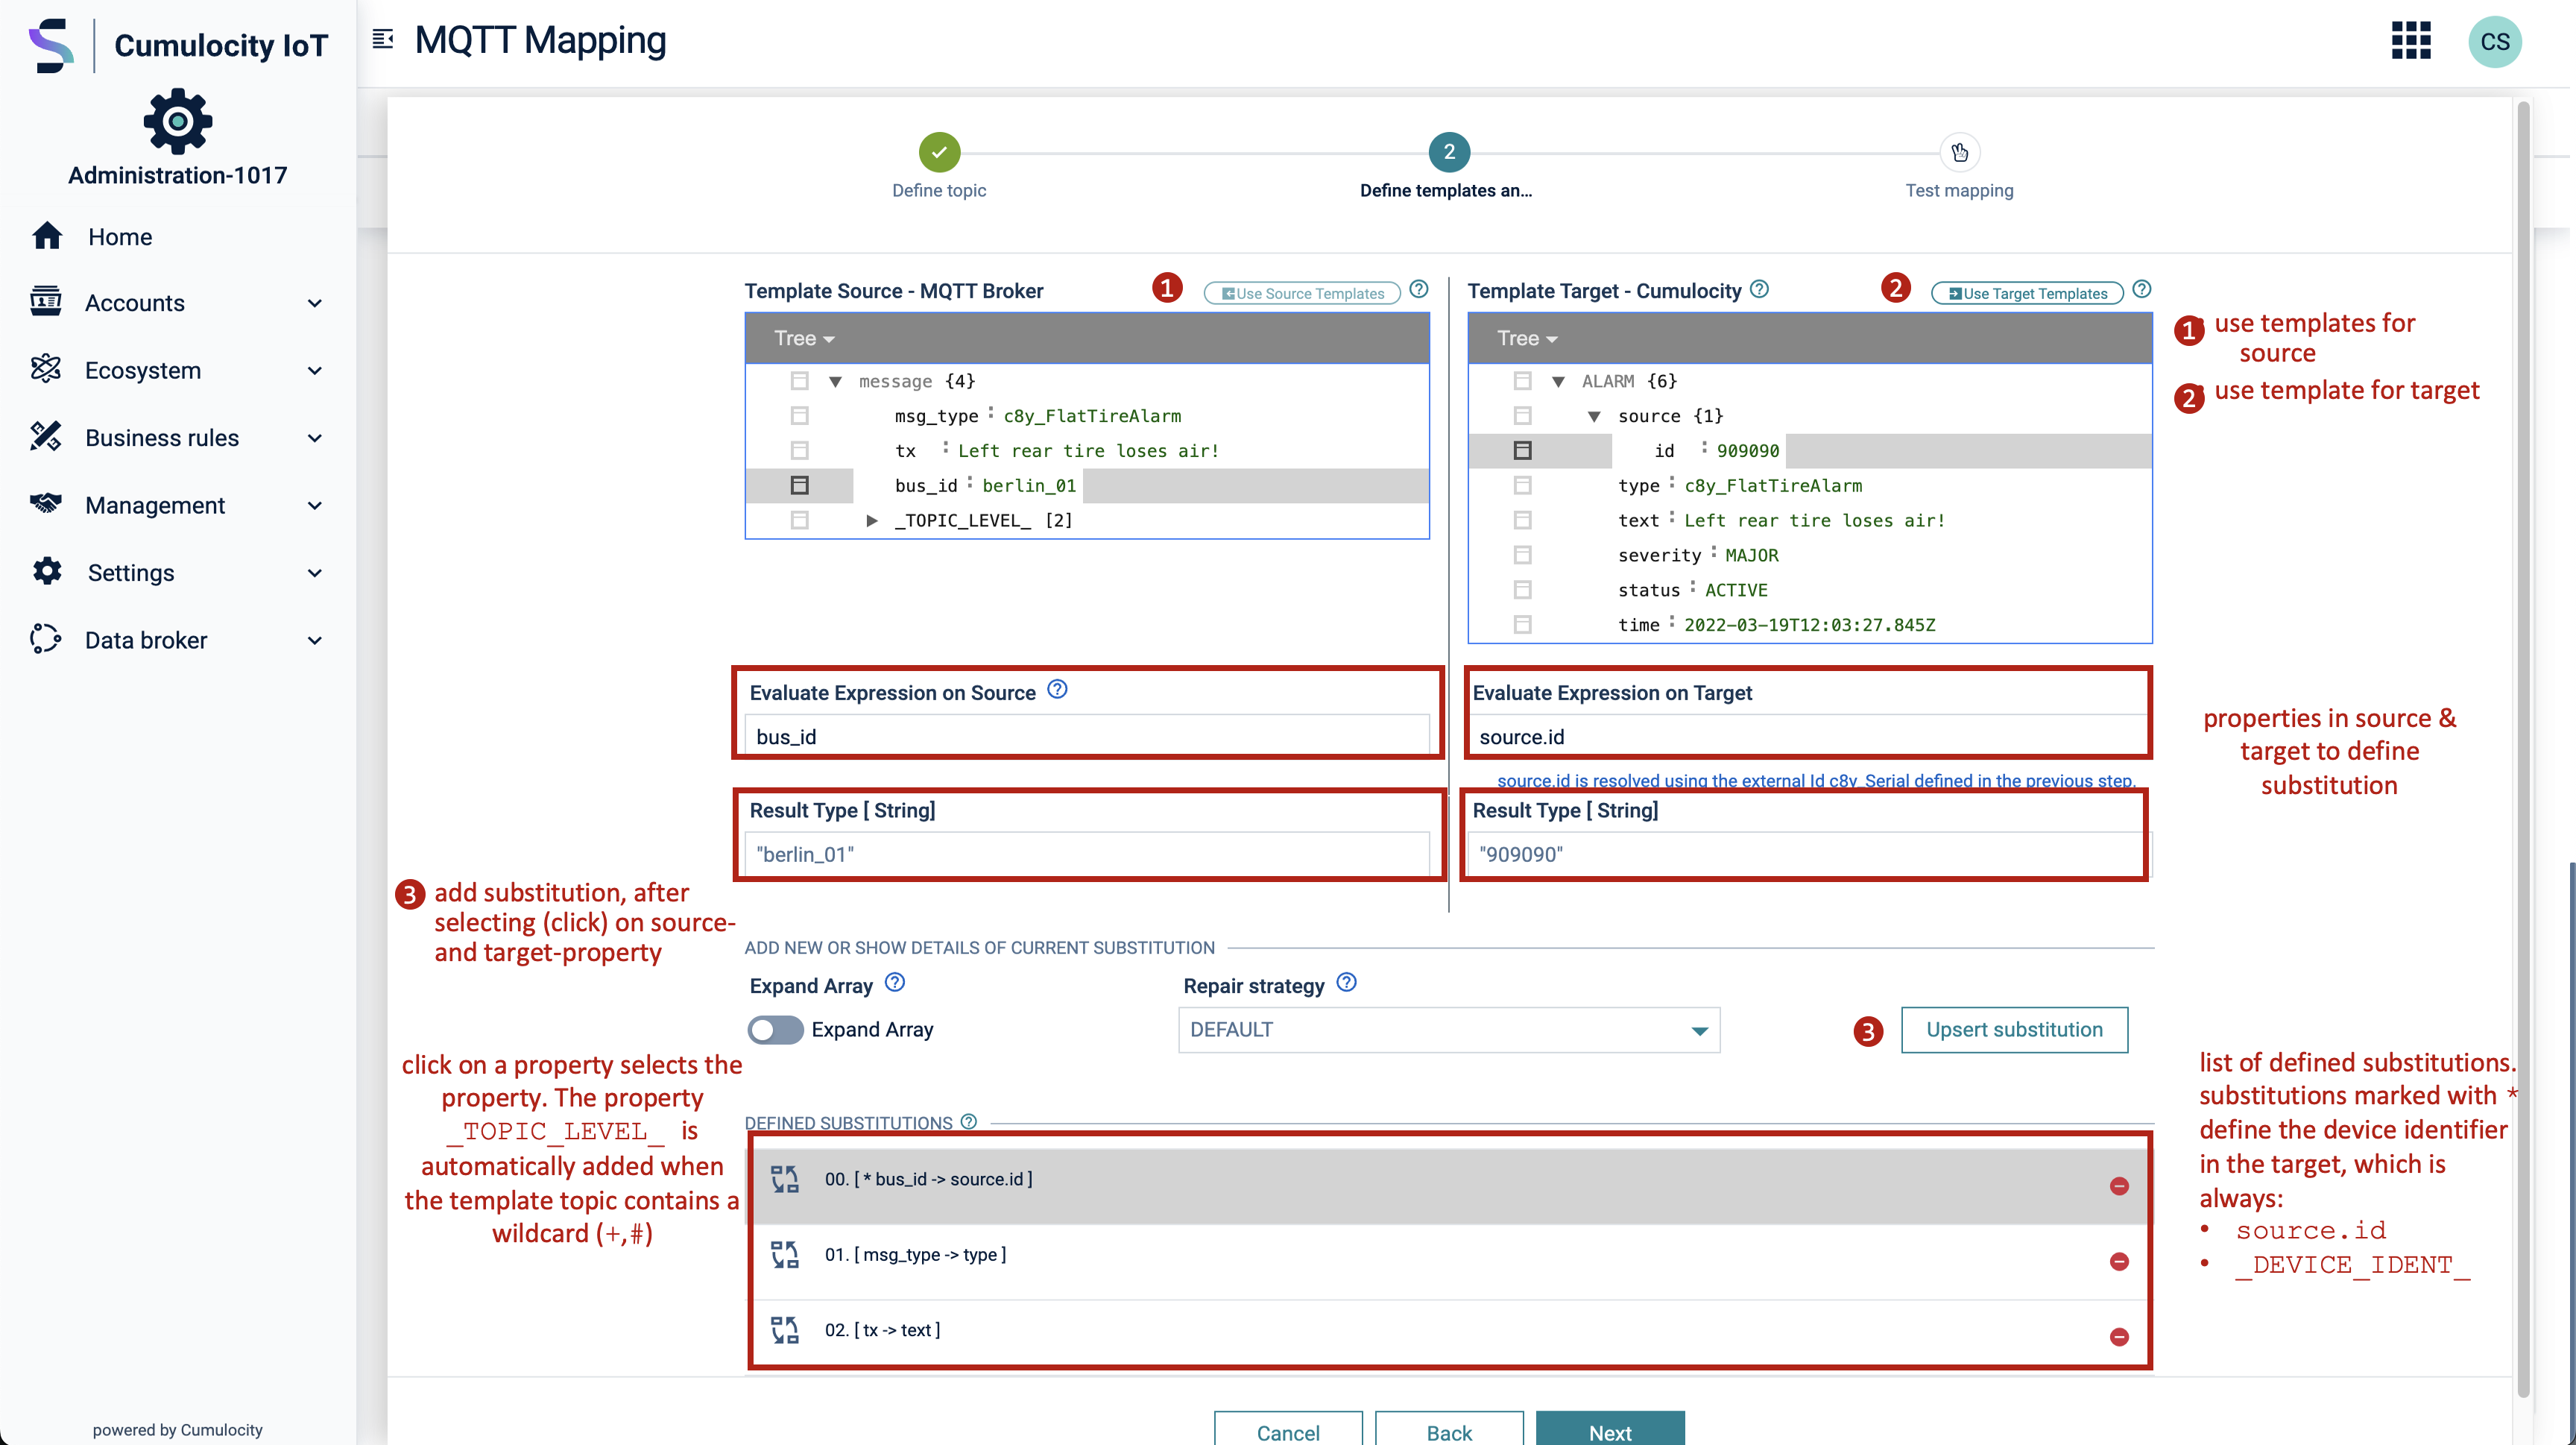 Cumulocity IoT
MQTT Mapping
CS
Administration-1017
Home
Accounts
Ecosystem
Business rules
Management
Settings
Data broker
powered by Cumulocity
2
Define topic
Define templates an...
Test mapping
Template Source - MQTT Broker
1
Use Source Templates
Tree
message {4}
msg_type : c8y_FlatTireAlarm
tx : Left rear tire loses air!
bus_id : berlin_01
_TOPIC_LEVEL_ [2]
Template Target - Cumulocity
2
Use Target Templates
Tree
ALARM {6}
source {1}
id : 909090
type : c8y_FlatTireAlarm
text : Left rear tire loses air!
severity : MAJOR
status : ACTIVE
time : 2022-03-19T12:03:27.845Z
1 use templates for
source
2 use template for target
Evaluate Expression on Source
bus_id
Evaluate Expression on Target
source.id
source.id is resolved using the external Id c8y_Serial defined in the previous step.
Result Type [ String]
"berlin_01"
Result Type [ String]
"909090"
properties in source &
target to define
substitution
3 add substitution, after
selecting (click) on source-
and target-property
ADD NEW OR SHOW DETAILS OF CURRENT SUBSTITUTION
Expand Array
Expand Array
Repair strategy
DEFAULT
3
Upsert substitution
click on a property selects the
property. The property
_TOPIC_LEVEL_ is
automatically added when
the template topic contains a
wildcard (+,#)
DEFINED SUBSTITUTIONS
00. [ * bus_id -> source.id ]
01. [ msg_type -> type ]
02. [ tx -> text ]
list of defined substitutions.
substitutions marked with *
define the device identifier
in the target, which is
always:
• source.id
• _DEVICE_IDENT_
Cancel
Back
Next